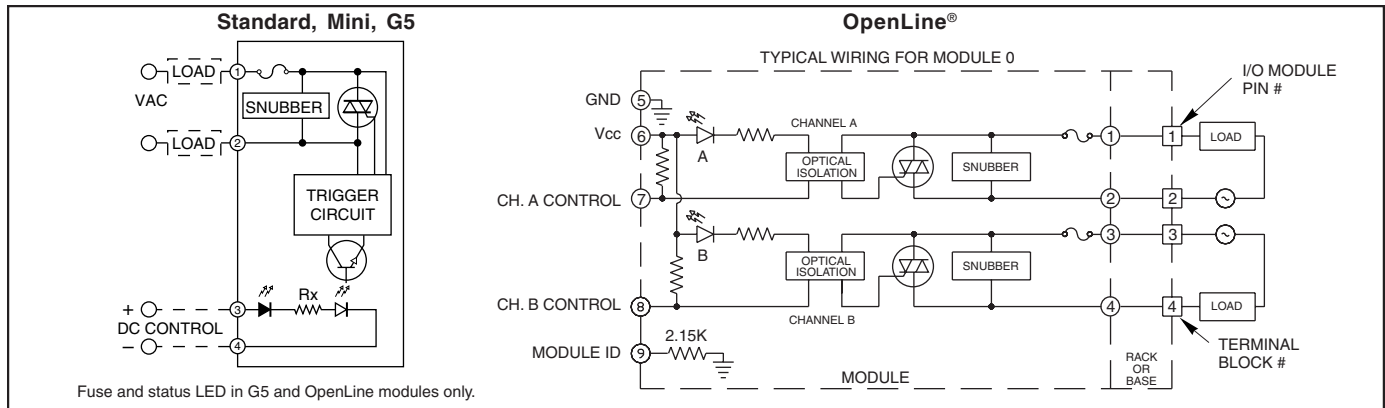 Standard, Mini, G5
LOAD
1
VAC
SNUBBER
LOAD
2
TRIGGER
CIRCUIT
Rx
+
3
DC CONTROL
–
4
Fuse and status LED in G5 and OpenLine modules only.
OpenLine®
TYPICAL WIRING FOR MODULE 0
I/O MODULE
PIN #
GND
5
Vcc
6
A
CHANNEL A
OPTICAL
ISOLATION
SNUBBER
1
1
LOAD
CH. A CONTROL
7
2
2
B
OPTICAL
ISOLATION
SNUBBER
3
3
CH. B CONTROL
8
CHANNEL B
4
4
LOAD
MODULE ID
9
2.15K
MODULE
RACK
OR
BASE
TERMINAL
BLOCK #